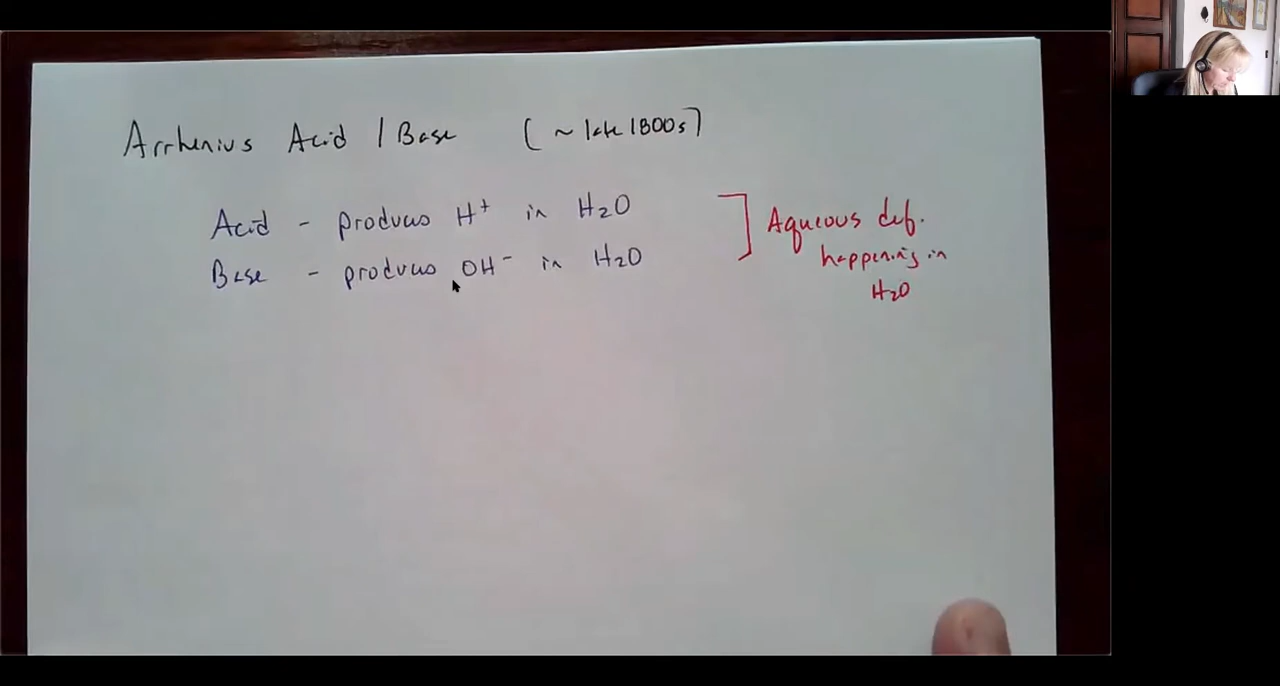 Arrhenius Acid / Base (~ late 1800s)
Acid - produces H+ in H2O
Base - produces OH- in H2O
Aqueous def.
happening in
H2O